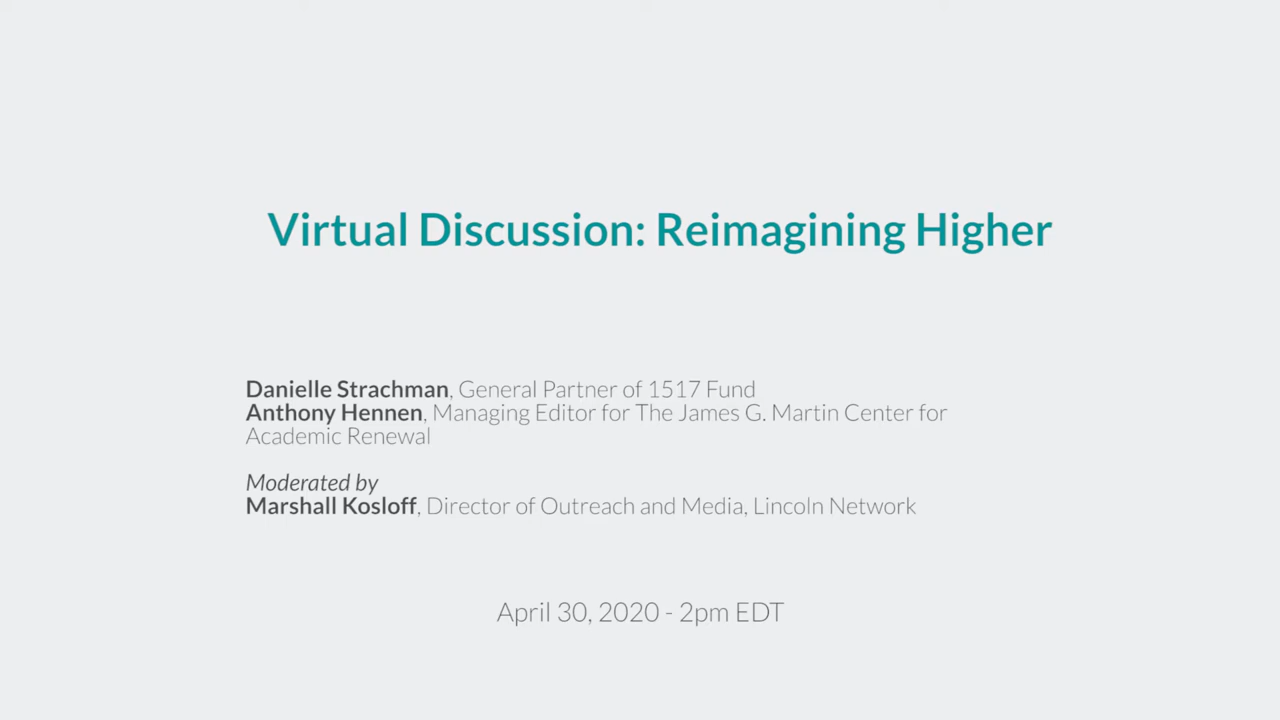 Virtual Discussion: Reimagining Higher
Danielle Strachman, General Partner of 1517 Fund
Anthony Hennen, Managing Editor for The James G. Martin Center for
Academic Renewal
Moderated by
Marshall Kosloff, Director of Outreach and Media, Lincoln Network
April 30, 2020 - 2pm EDT